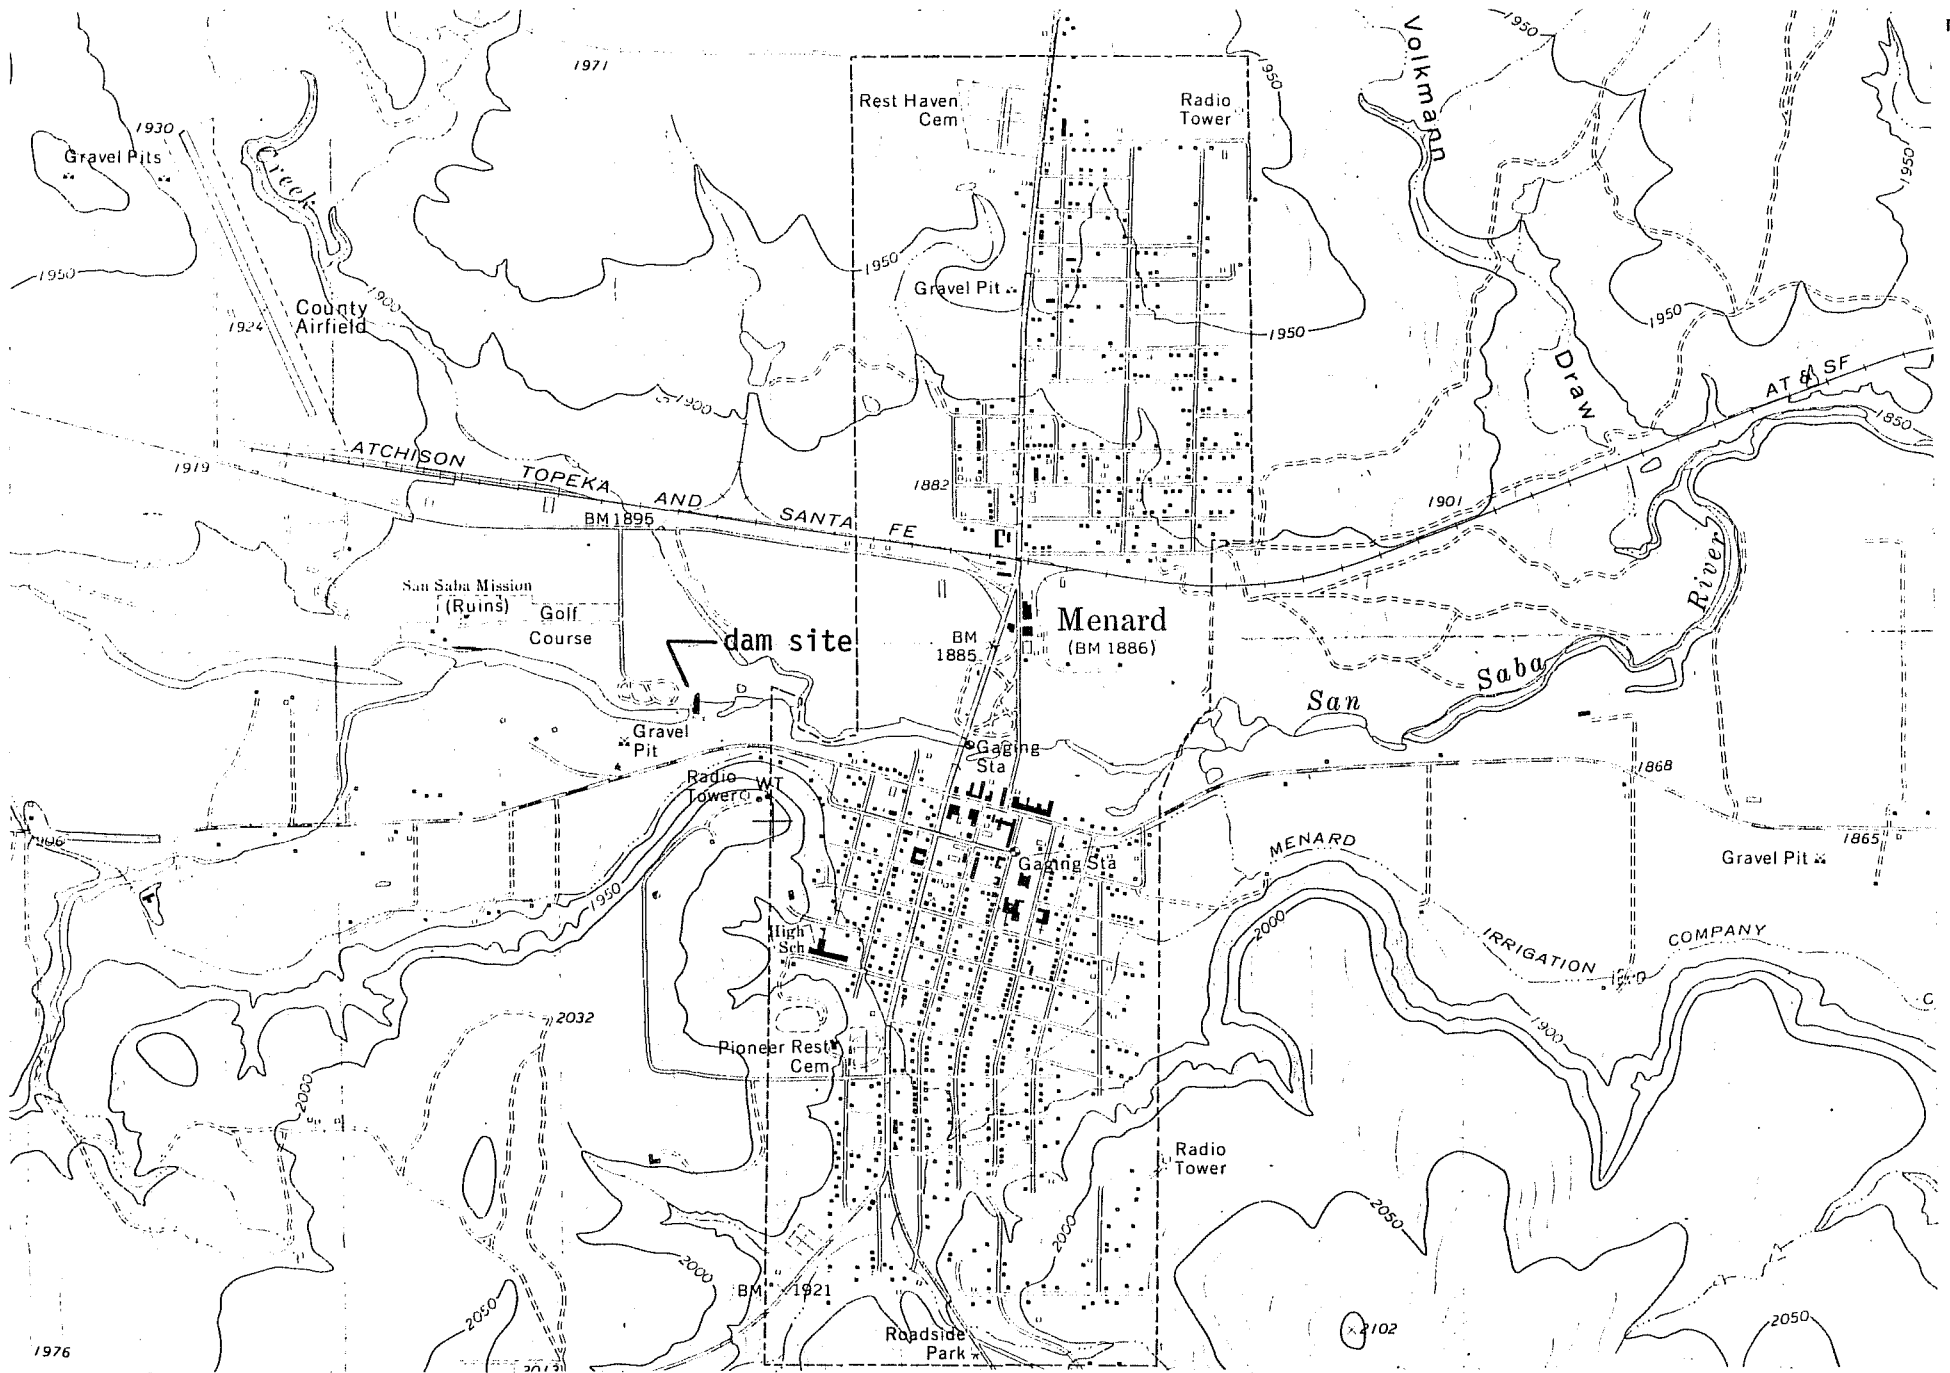 Volkmann
1950
1971
1950
Rest Haven
Cem
Radio
Tower
1930
Gravel Pits
Creek
1950
1950
1950
1900
County
Airfield
1924
Gravel Pit
1950
1950
Draw
AT & SF
1900
1850
1919
ATCHISON TOPEKA AND SANTA FE
1882
1901
BM 1895
San Saba Mission
(Ruins)
Golf
Course
dam site
BM
1885
Menard
(BM 1886)
San Saba River
Gravel
Pit
Gaging
Sta
Radio
Tower
WT
1868
1906
Gaging Sta
MENARD IRRIGATION COMPANY
1865
Gravel Pit
1950
High
Sch
2000
2032
Pioneer Rest
Cem
1900
2000
Radio
Tower
2000
2050
2000
BM 1921
2050
Roadside
Park
2102
2050
1976